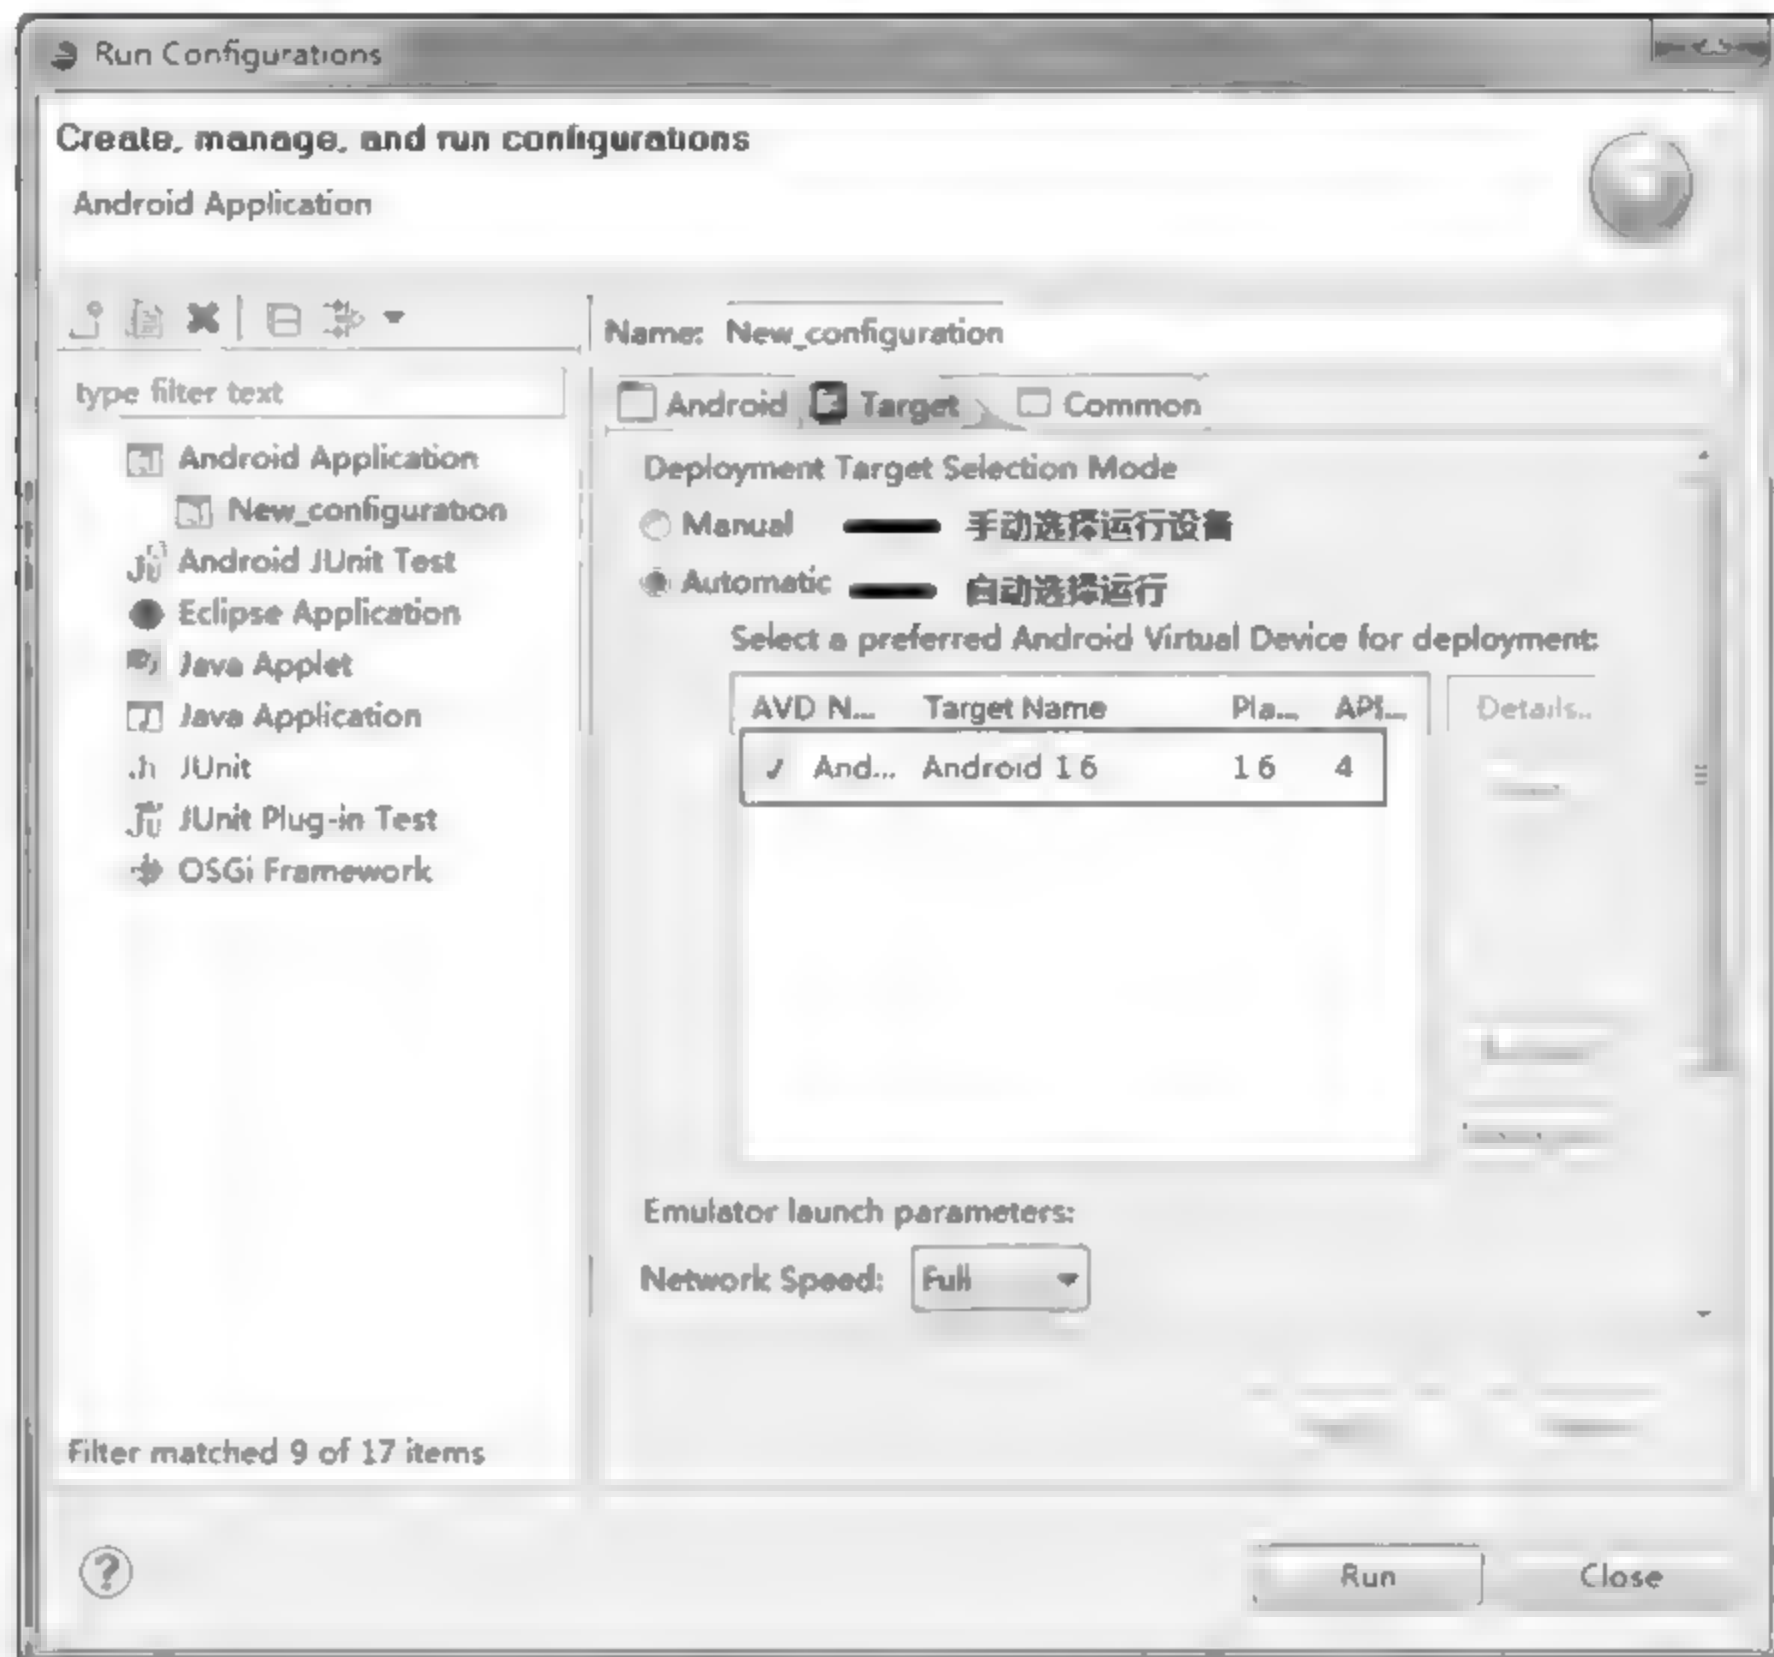 Run Configurations
Create, manage, and run configurations
Android Application
Name: New_configuration
type filter text
Android Application
New_configuration
Android JUnit Test
Eclipse Application
Java Applet
Java Application
JUnit
JUnit Plug-in Test
OSGi Framework
Filter matched 9 of 17 items
Android Target Common
Deployment Target Selection Mode
Manual 手动选择运行设备
Automatic 自动选择运行
Select a preferred Android Virtual Device for deployment:
AVD N... Target Name Pla... API... Details...
And... Android 1 6 1 6 4
Emulator launch parameters:
Network Speed: Full
Run Close